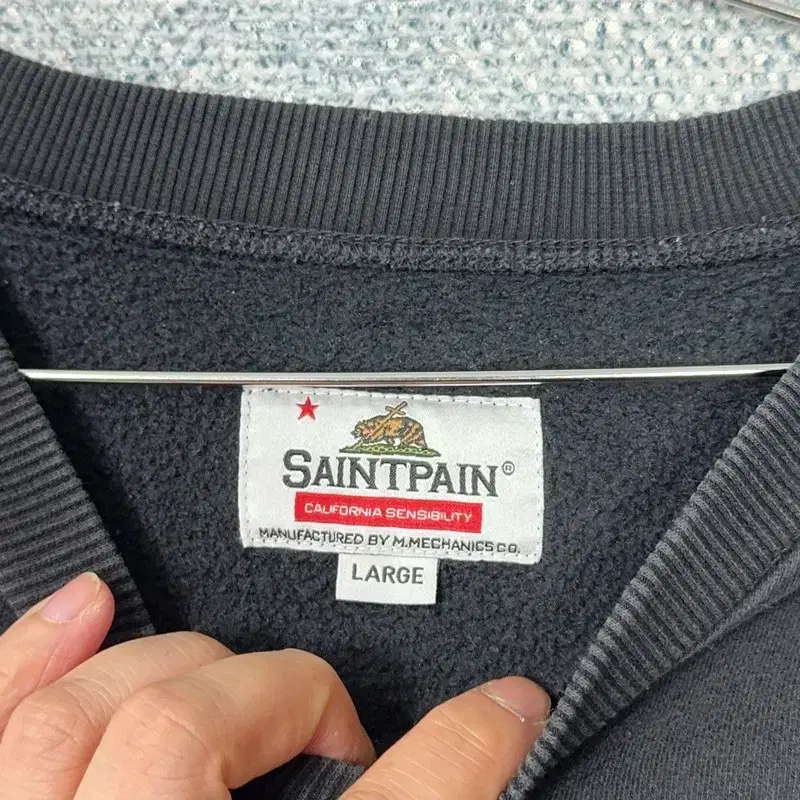 SAINTPAIN®
CALIFORNIA SENSIBILITY
MANUFACTURED BY M.MECHANICS CO.
LARGE